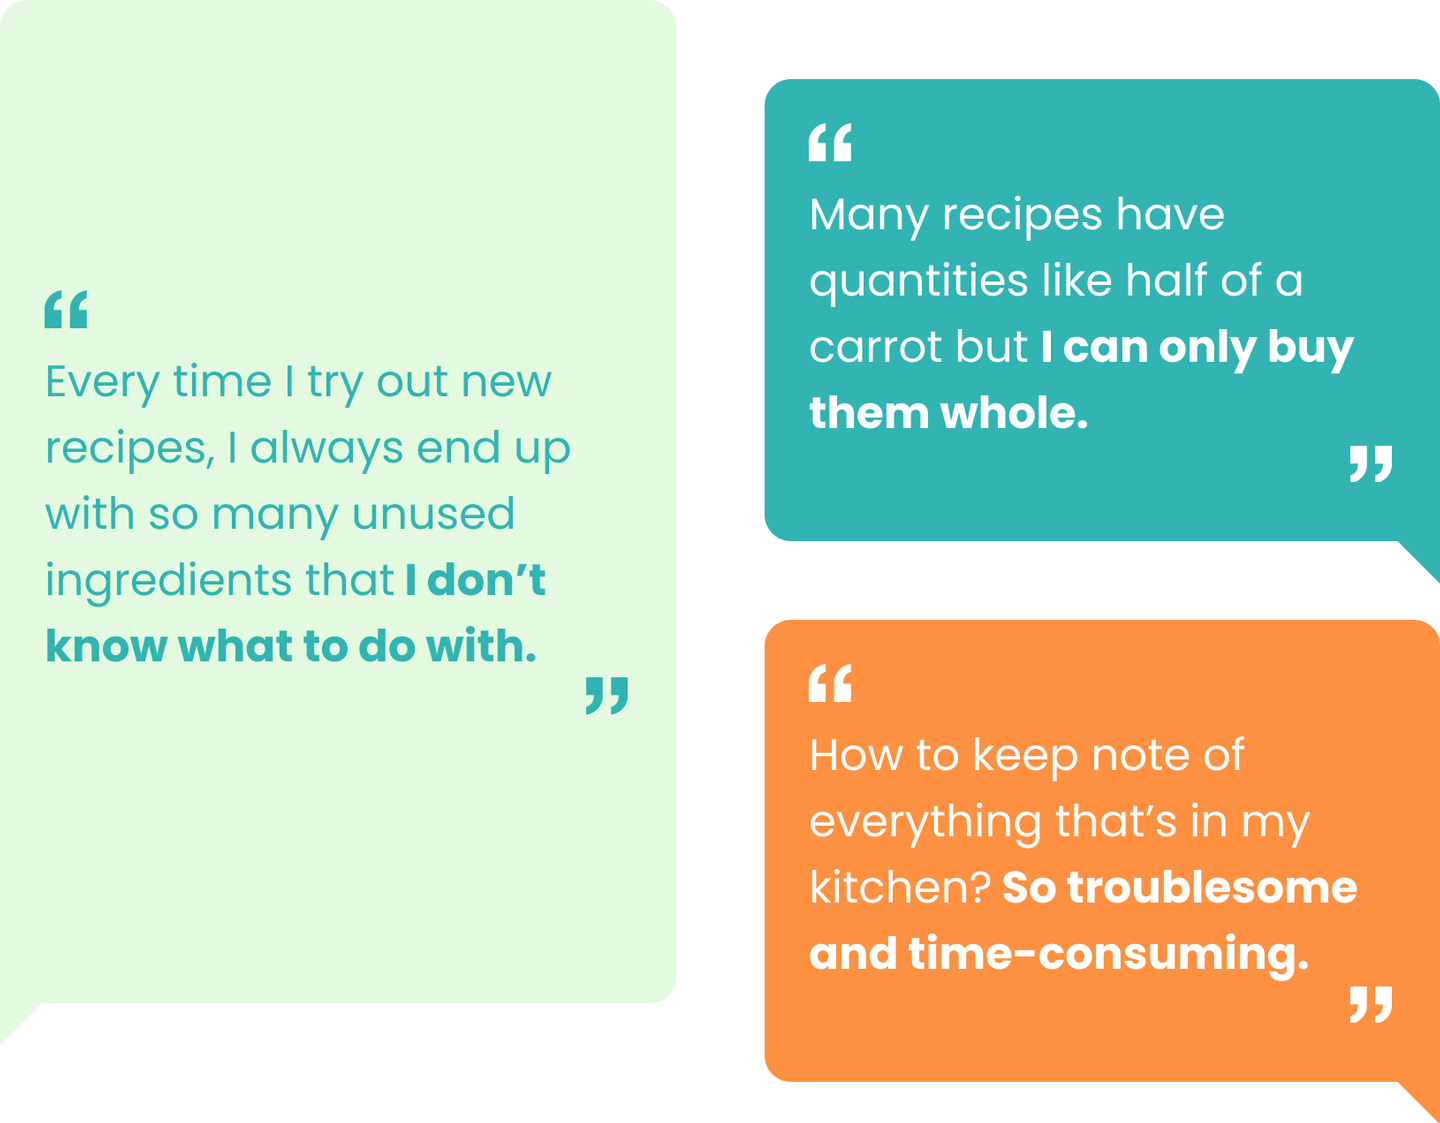 “
Every time I try out new
recipes, I always end up
with so many unused
ingredients that I don’t
know what to do with.
”
“
Many recipes have
quantities like half of a
carrot but I can only buy
them whole.
”
“
How to keep note of
everything that’s in my
kitchen? So troublesome
and time-consuming.
”